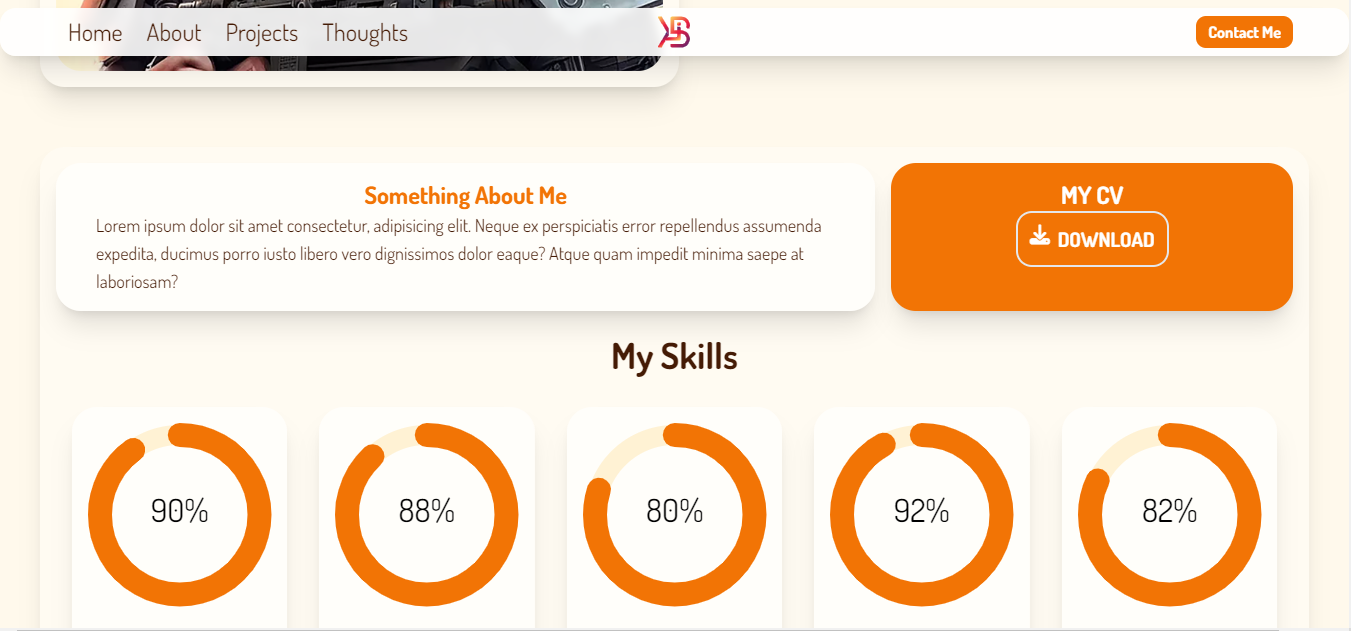 Home About Projects Thoughts
Contact Me
Something About Me
Lorem ipsum dolor sit amet consectetur, adipisicing elit. Neque ex perspiciatis error repellendus assumenda
expedita, ducimus porro iusto libero vero dignissimos dolor eaque? Atque quam impedit minima saepe at
laboriosam?
MY CV
DOWNLOAD
My Skills
90% 88% 80% 92% 82%